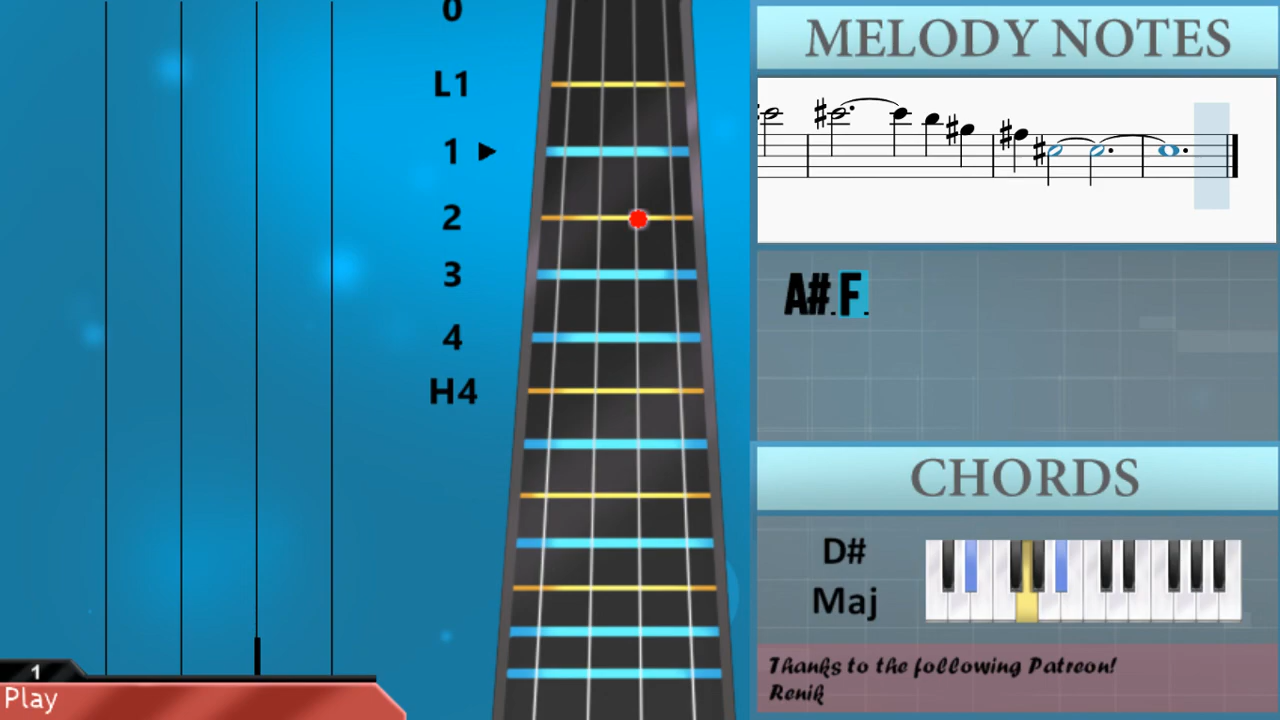 0
L1
1
2
3
4
H4
1
Play
MELODY NOTES
A#.F.
CHORDS
D#
Maj
Thanks to the following Patreon!
Renik